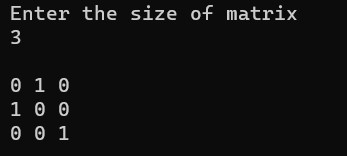 Enter the size of matrix
3
0 1 0
1 0 0
0 0 1